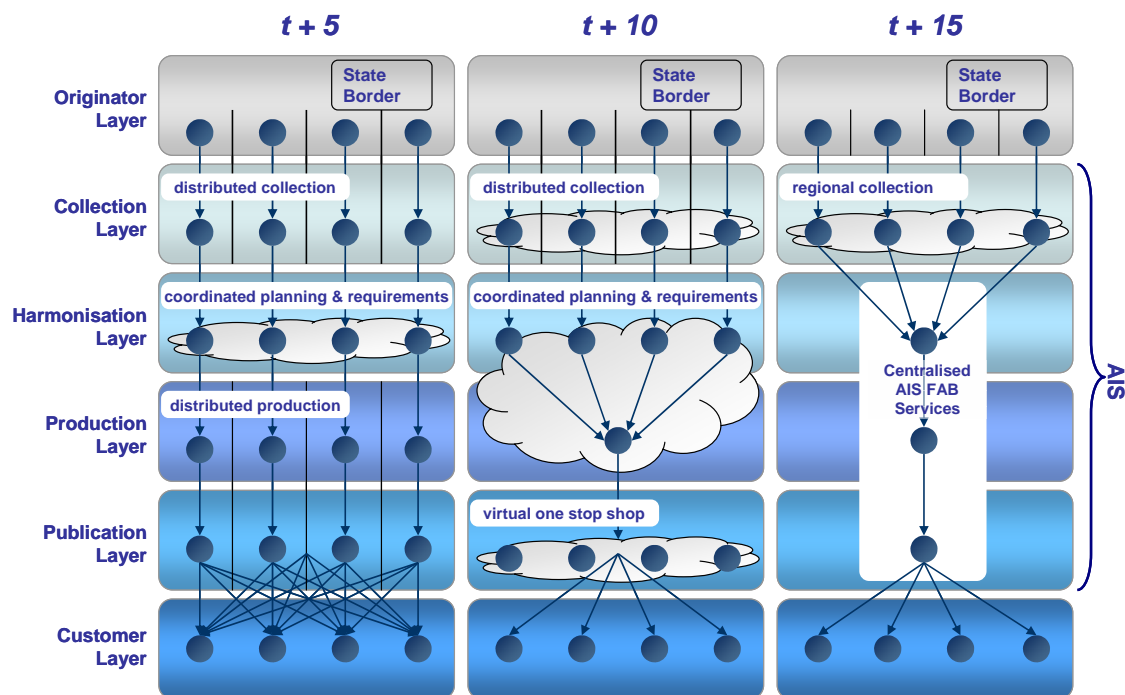 t + 5
t + 10
t + 15
Originator
Layer
State
Border
State
Border
State
Border
Collection
Layer
distributed collection
distributed collection
regional collection
Harmonisation
Layer
coordinated planning & requirements
coordinated planning & requirements
Production
Layer
distributed production
Centralised
AIS FAB
Services
AIS
Publication
Layer
virtual one stop shop
Customer
Layer